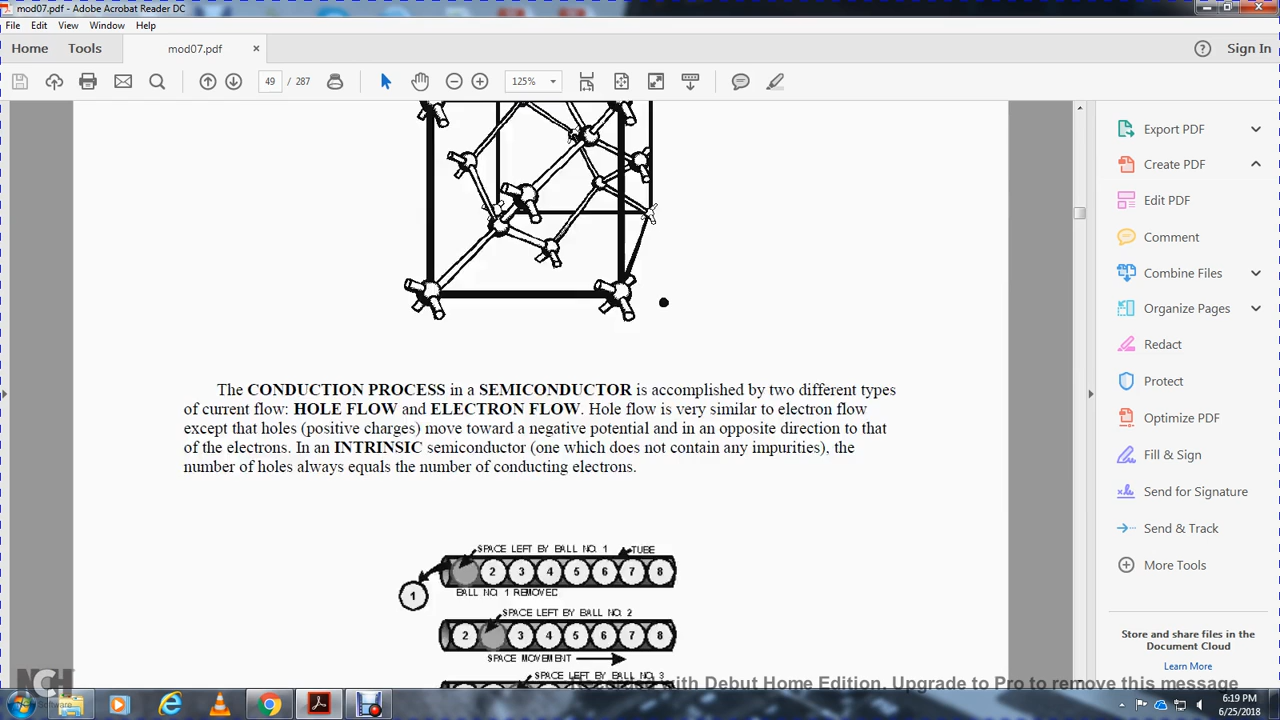 mod07.pdf - Adobe Acrobat Reader DC
File Edit View Window Help
Home Tools mod07.pdf × Sign In
49 / 287 125%
Export PDF
Create PDF
Edit PDF
Comment
Combine Files
Organize Pages
Redact
Protect
Optimize PDF
Fill & Sign
Send for Signature
Send & Track
More Tools
Store and share files in the
Document Cloud
Learn More
The CONDUCTION PROCESS in a SEMICONDUCTOR is accomplished by two different types
of current flow: HOLE FLOW and ELECTRON FLOW. Hole flow is very similar to electron flow
except that holes (positive charges) move toward a negative potential and in an opposite direction to that
of the electrons. In an INTRINSIC semiconductor (one which does not contain any impurities), the
number of holes always equals the number of conducting electrons.
SPACE LEFT BY BALL NO. 1 TUBE
2 3 4 5 6 7 8
1
BALL NO. 1 REMOVED
SPACE LEFT BY BALL NO. 2
2 3 4 5 6 7 8
SPACE MOVEMENT
SPACE LEFT BY BALL NO. 3
NCH
with Debut Home Edition. Upgrade to Pro to remove this message
6:19 PM
6/25/2018